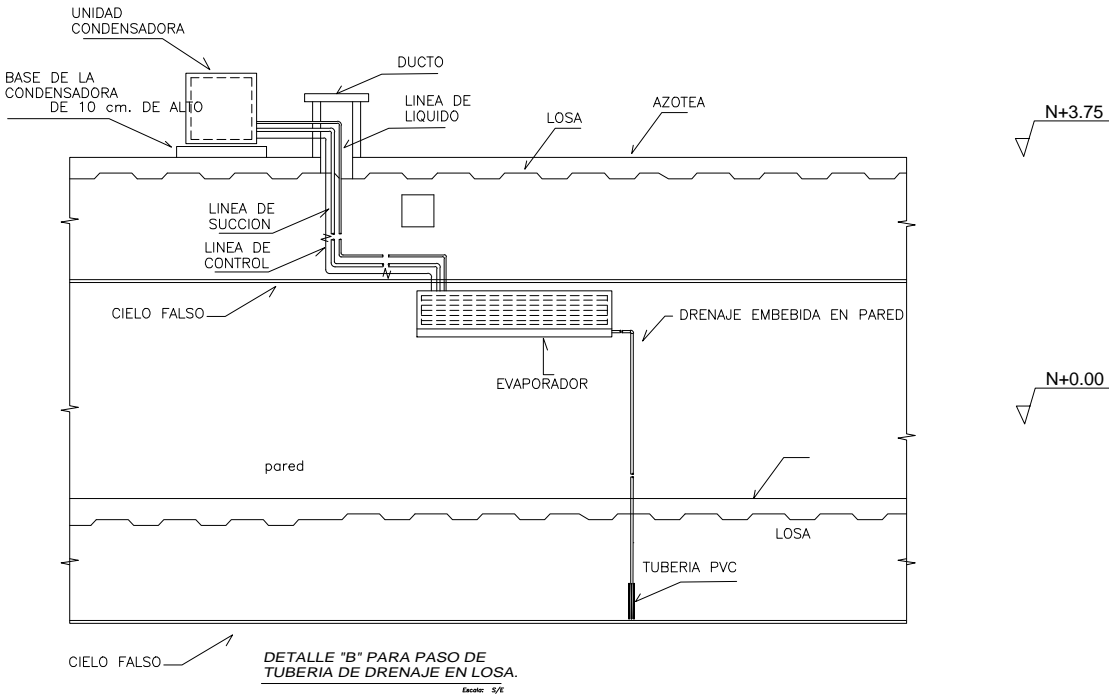 UNIDAD
CONDENSADORA
BASE DE LA
CONDENSADORA
DE 10 cm. DE ALTO
DUCTO
LINEA DE
LIQUIDO
LOSA
AZOTEA
N+3.75
LINEA DE
SUCCION
LINEA DE
CONTROL
CIELO FALSO
DRENAJE EMBEBIDA EN PARED
EVAPORADOR
N+0.00
pared
LOSA
TUBERIA PVC
CIELO FALSO
DETALLE "B" PARA PASO DE
TUBERIA DE DRENAJE EN LOSA.
Escala: S/E